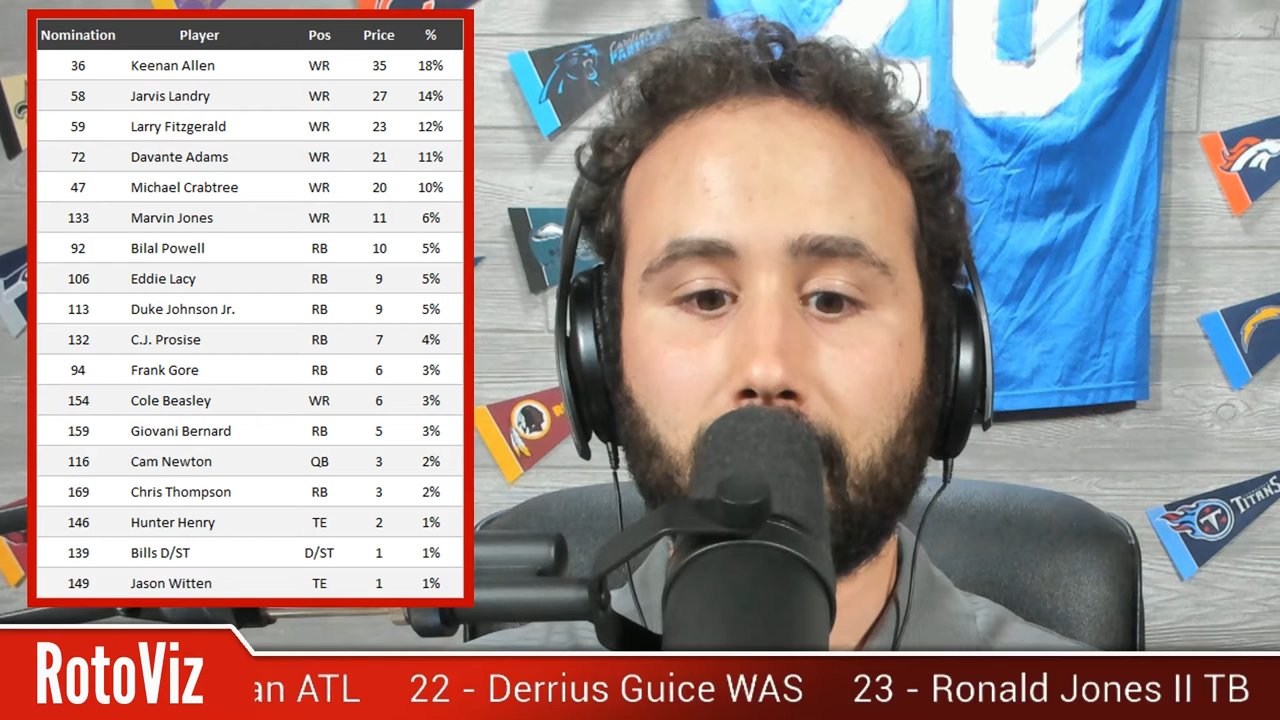 Nomination Player Pos Price %
36 Keenan Allen WR 35 18%
58 Jarvis Landry WR 27 14%
59 Larry Fitzgerald WR 23 12%
72 Davante Adams WR 21 11%
47 Michael Crabtree WR 20 10%
133 Marvin Jones WR 11 6%
92 Bilal Powell RB 10 5%
106 Eddie Lacy RB 9 5%
113 Duke Johnson Jr. RB 9 5%
132 C.J. Prosise RB 7 4%
94 Frank Gore RB 6 3%
154 Cole Beasley WR 6 3%
159 Giovani Bernard RB 5 3%
116 Cam Newton QB 3 2%
169 Chris Thompson RB 3 2%
146 Hunter Henry TE 2 1%
139 Bills D/ST D/ST 1 1%
149 Jason Witten TE 1 1%
20
TITANS
RotoViz
an ATL 22 - Derrius Guice WAS 23 - Ronald Jones II TB